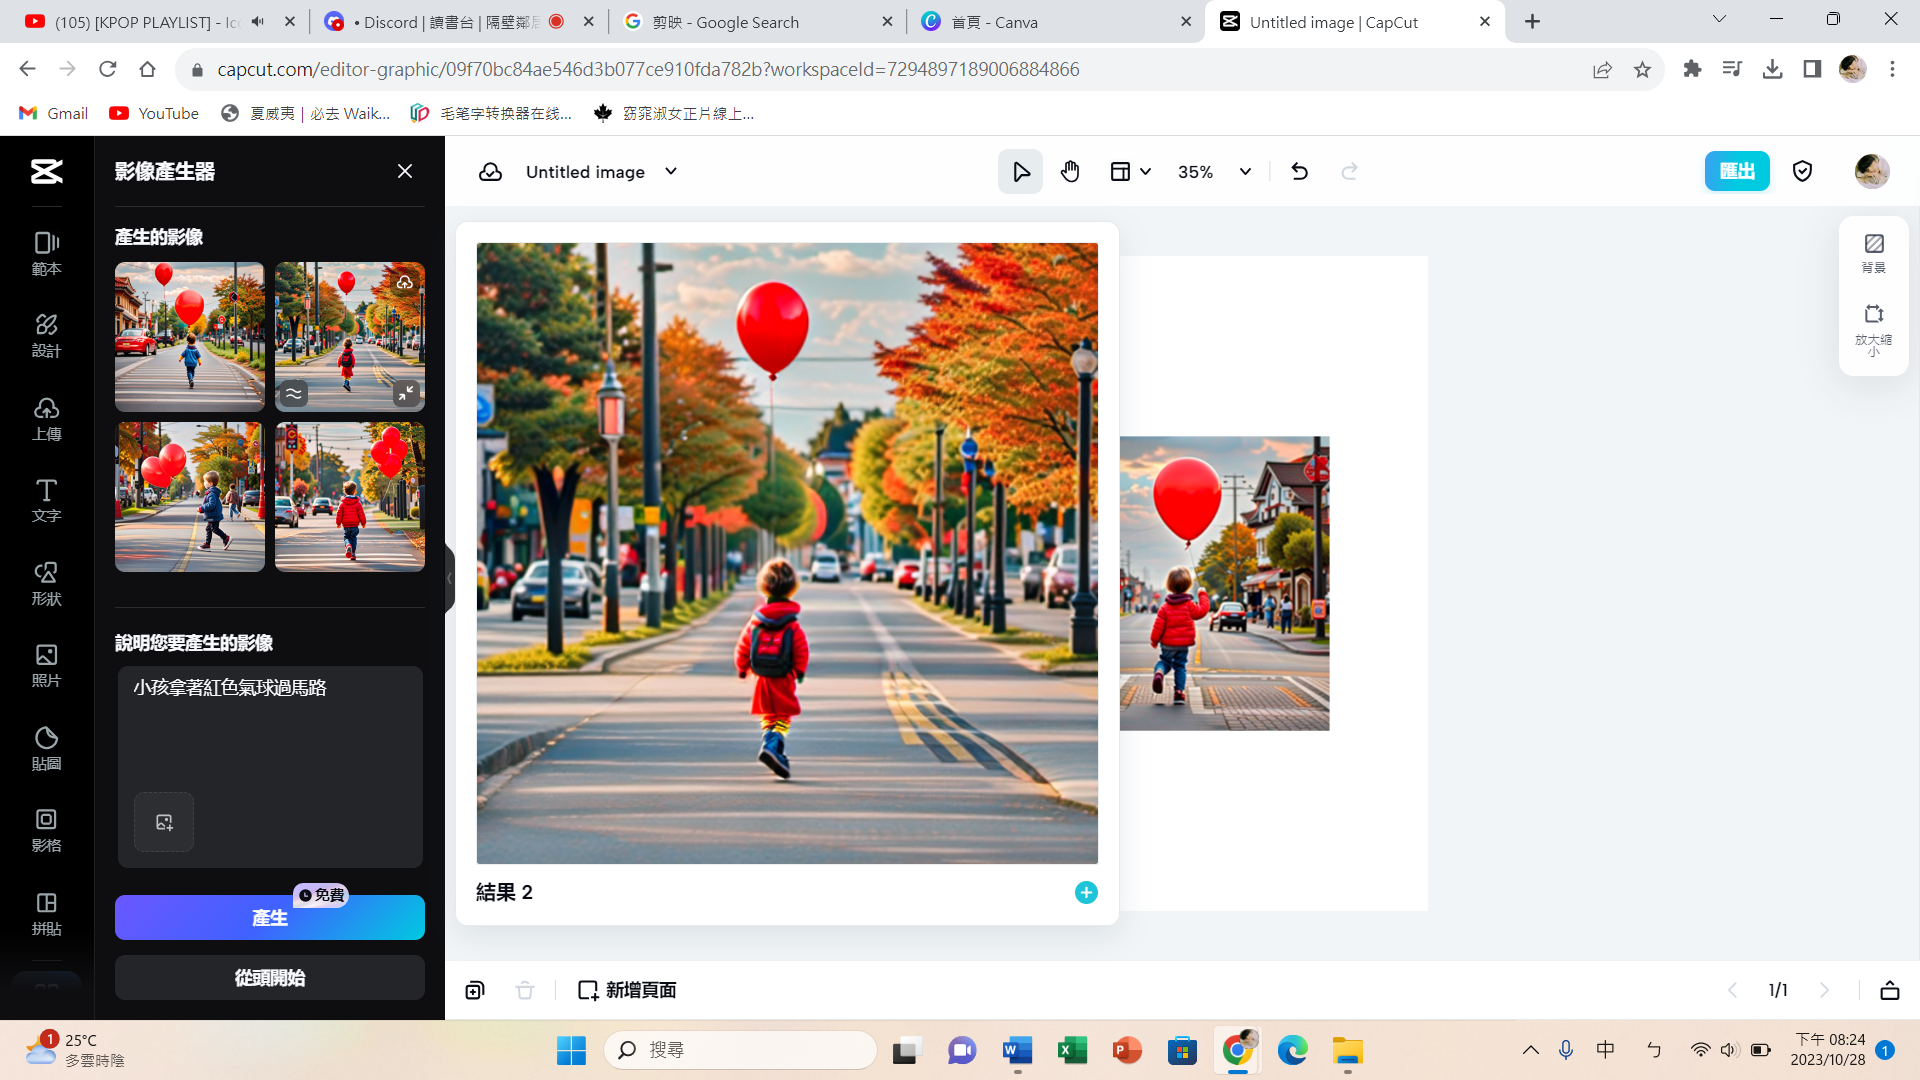 (105) [KPOP PLAYLIST] - Ico
• Discord | 讀書台 | 隔壁鄰居
剪映 - Google Search
首頁 - Canva
Untitled image | CapCut
capcut.com/editor-graphic/09f70bc84ae546d3b077ce910fda782b?workspaceId=7294897189006884866
Gmail
YouTube
夏威夷 | 必去 Waik...
毛笔字转换器在线...
窈窕淑女正片線上...
影像產生器
Untitled image
35%
匯出
範本
設計
上傳
文字
形狀
照片
貼圖
影格
拼貼
產生的影像
說明您要產生的影像
小孩拿著紅色氣球過馬路
免費
產生
從頭開始
結果 2
背景
放大縮
小
新增頁面
1/1
1
25°C
多雲時陰
搜尋
中
ㄅ
下午 08:24
2023/10/28
1